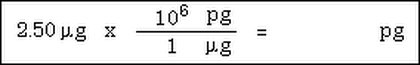 2.50 µg x 10⁶ pg / 1 µg = pg